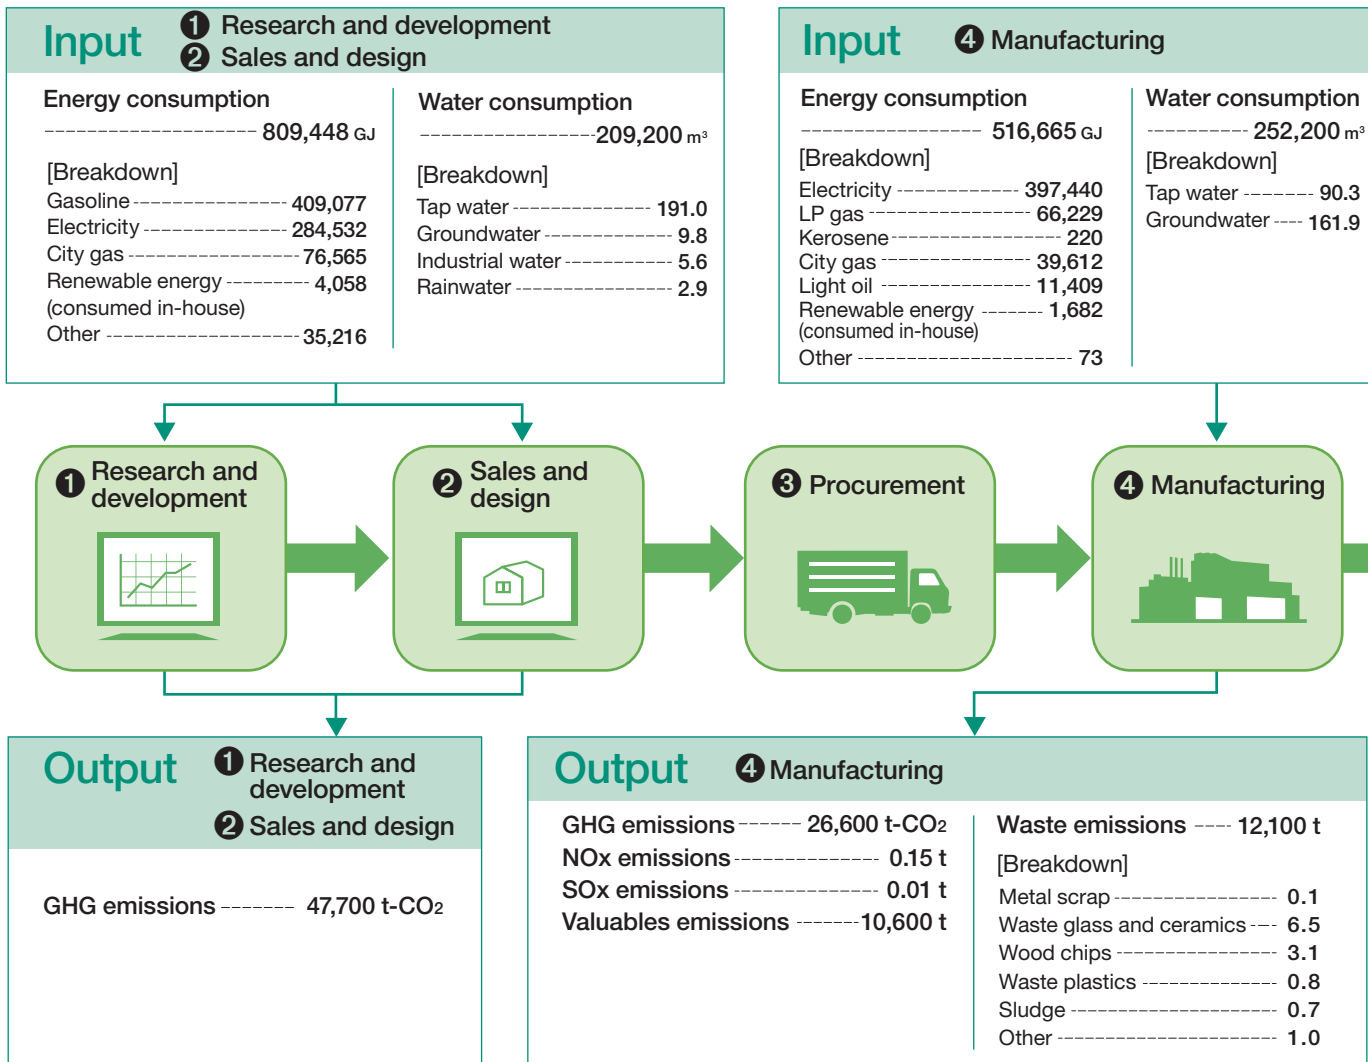 Input
❶ Research and development
❷ Sales and design
Energy consumption
809,448 GJ
[Breakdown]
Gasoline 409,077
Electricity 284,532
City gas 76,565
Renewable energy 4,058
(consumed in-house)
Other 35,216
Water consumption
209,200 m³
[Breakdown]
Tap water 191.0
Groundwater 9.8
Industrial water 5.6
Rainwater 2.9
Input
❹ Manufacturing
Energy consumption
516,665 GJ
[Breakdown]
Electricity 397,440
LP gas 66,229
Kerosene 220
City gas 39,612
Light oil 11,409
Renewable energy 1,682
(consumed in-house)
Other 73
Water consumption
252,200 m³
[Breakdown]
Tap water 90.3
Groundwater 161.9
❶ Research and
development
❷ Sales and
design
❸ Procurement
❹ Manufacturing
Output
❶ Research and
development
❷ Sales and design
GHG emissions 47,700 t-CO₂
Output
❹ Manufacturing
GHG emissions 26,600 t-CO₂
NOx emissions 0.15 t
SOx emissions 0.01 t
Valuables emissions 10,600 t
Waste emissions 12,100 t
[Breakdown]
Metal scrap 0.1
Waste glass and ceramics 6.5
Wood chips 3.1
Waste plastics 0.8
Sludge 0.7
Other 1.0